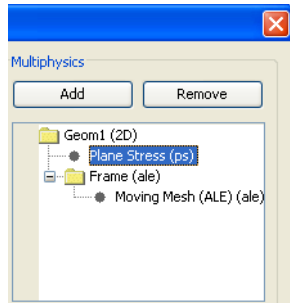 Multiphysics
Add Remove
Geom1 (2D)
Plane Stress (ps)
Frame (ale)
Moving Mesh (ALE) (ale)